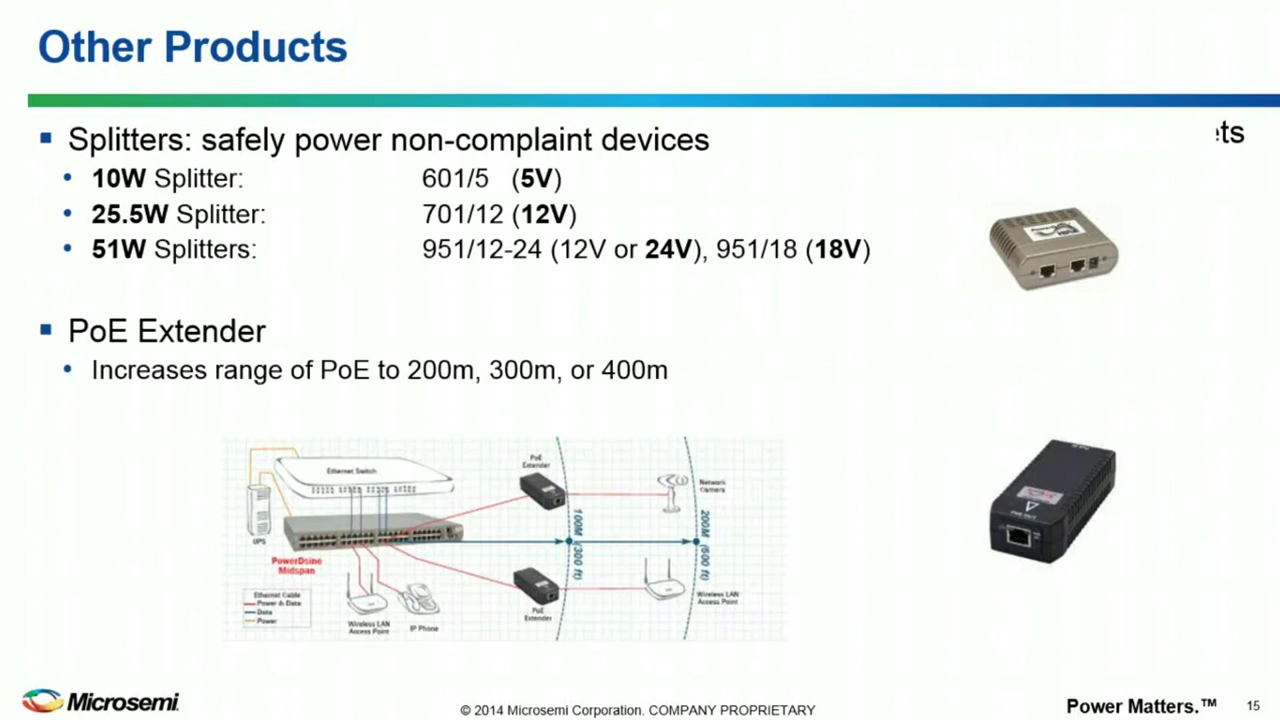 Other Products
Splitters: safely power non-complaint devices
10W Splitter: 601/5 (5V)
25.5W Splitter: 701/12 (12V)
51W Splitters: 951/12-24 (12V or 24V), 951/18 (18V)
PoE Extender
Increases range of PoE to 200m, 300m, or 400m
Ethernet Switch
UPS
PowerDsine
Midspan
Ethernet Cable
Power & Data
Data
Power
Wireless LAN
Access Point
IP Phone
PoE
Extender
PoE
Extender
100M (300 ft)
Network
Camera
200M (600 ft)
Wireless LAN
Access Point
Microsemi
© 2014 Microsemi Corporation. COMPANY PROPRIETARY
Power Matters.™
15